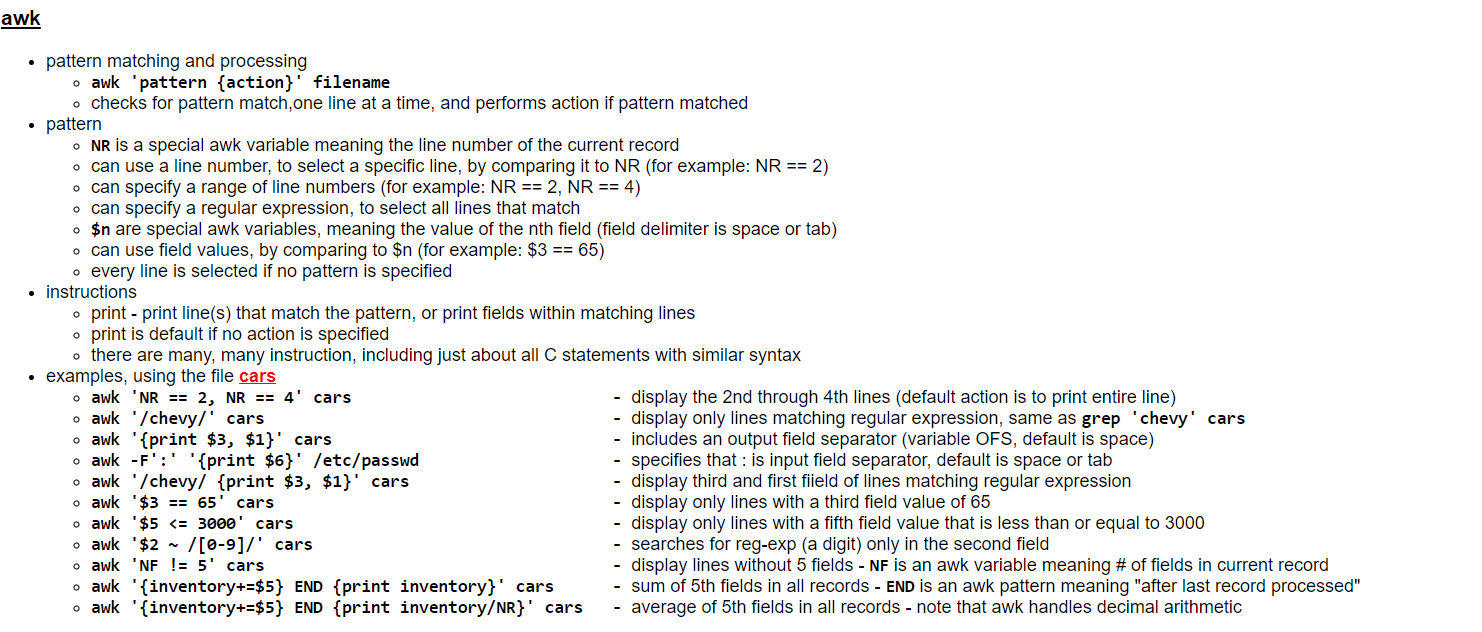 awk
pattern matching and processing
awk 'pattern {action}' filename
checks for pattern match,one line at a time, and performs action if pattern matched
pattern
NR is a special awk variable meaning the line number of the current record
can use a line number, to select a specific line, by comparing it to NR (for example: NR == 2)
can specify a range of line numbers (for example: NR == 2, NR == 4)
can specify a regular expression, to select all lines that match
$n are special awk variables, meaning the value of the nth field (field delimiter is space or tab)
can use field values, by comparing to $n (for example: $3 == 65)
every line is selected if no pattern is specified
instructions
print - print line(s) that match the pattern, or print fields within matching lines
print is default if no action is specified
there are many, many instruction, including just about all C statements with similar syntax
examples, using the file cars
awk 'NR == 2, NR == 4' cars - display the 2nd through 4th lines (default action is to print entire line)
awk '/chevy/' cars - display only lines matching regular expression, same as grep 'chevy' cars
awk '{print $3, $1}' cars - includes an output field separator (variable OFS, default is space)
awk -F':' '{print $6}' /etc/passwd - specifies that : is input field separator, default is space or tab
awk '/chevy/ {print $3, $1}' cars - display third and first fiield of lines matching regular expression
awk '$3 == 65' cars - display only lines with a third field value of 65
awk '$5 <= 3000' cars - display only lines with a fifth field value that is less than or equal to 3000
awk '$2 ~ /[0-9]/' cars - searches for reg-exp (a digit) only in the second field
awk 'NF != 5' cars - display lines without 5 fields - NF is an awk variable meaning # of fields in current record
awk '{inventory+=$5} END {print inventory}' cars - sum of 5th fields in all records - END is an awk pattern meaning "after last record processed"
awk '{inventory+=$5} END {print inventory/NR}' cars - average of 5th fields in all records - note that awk handles decimal arithmetic